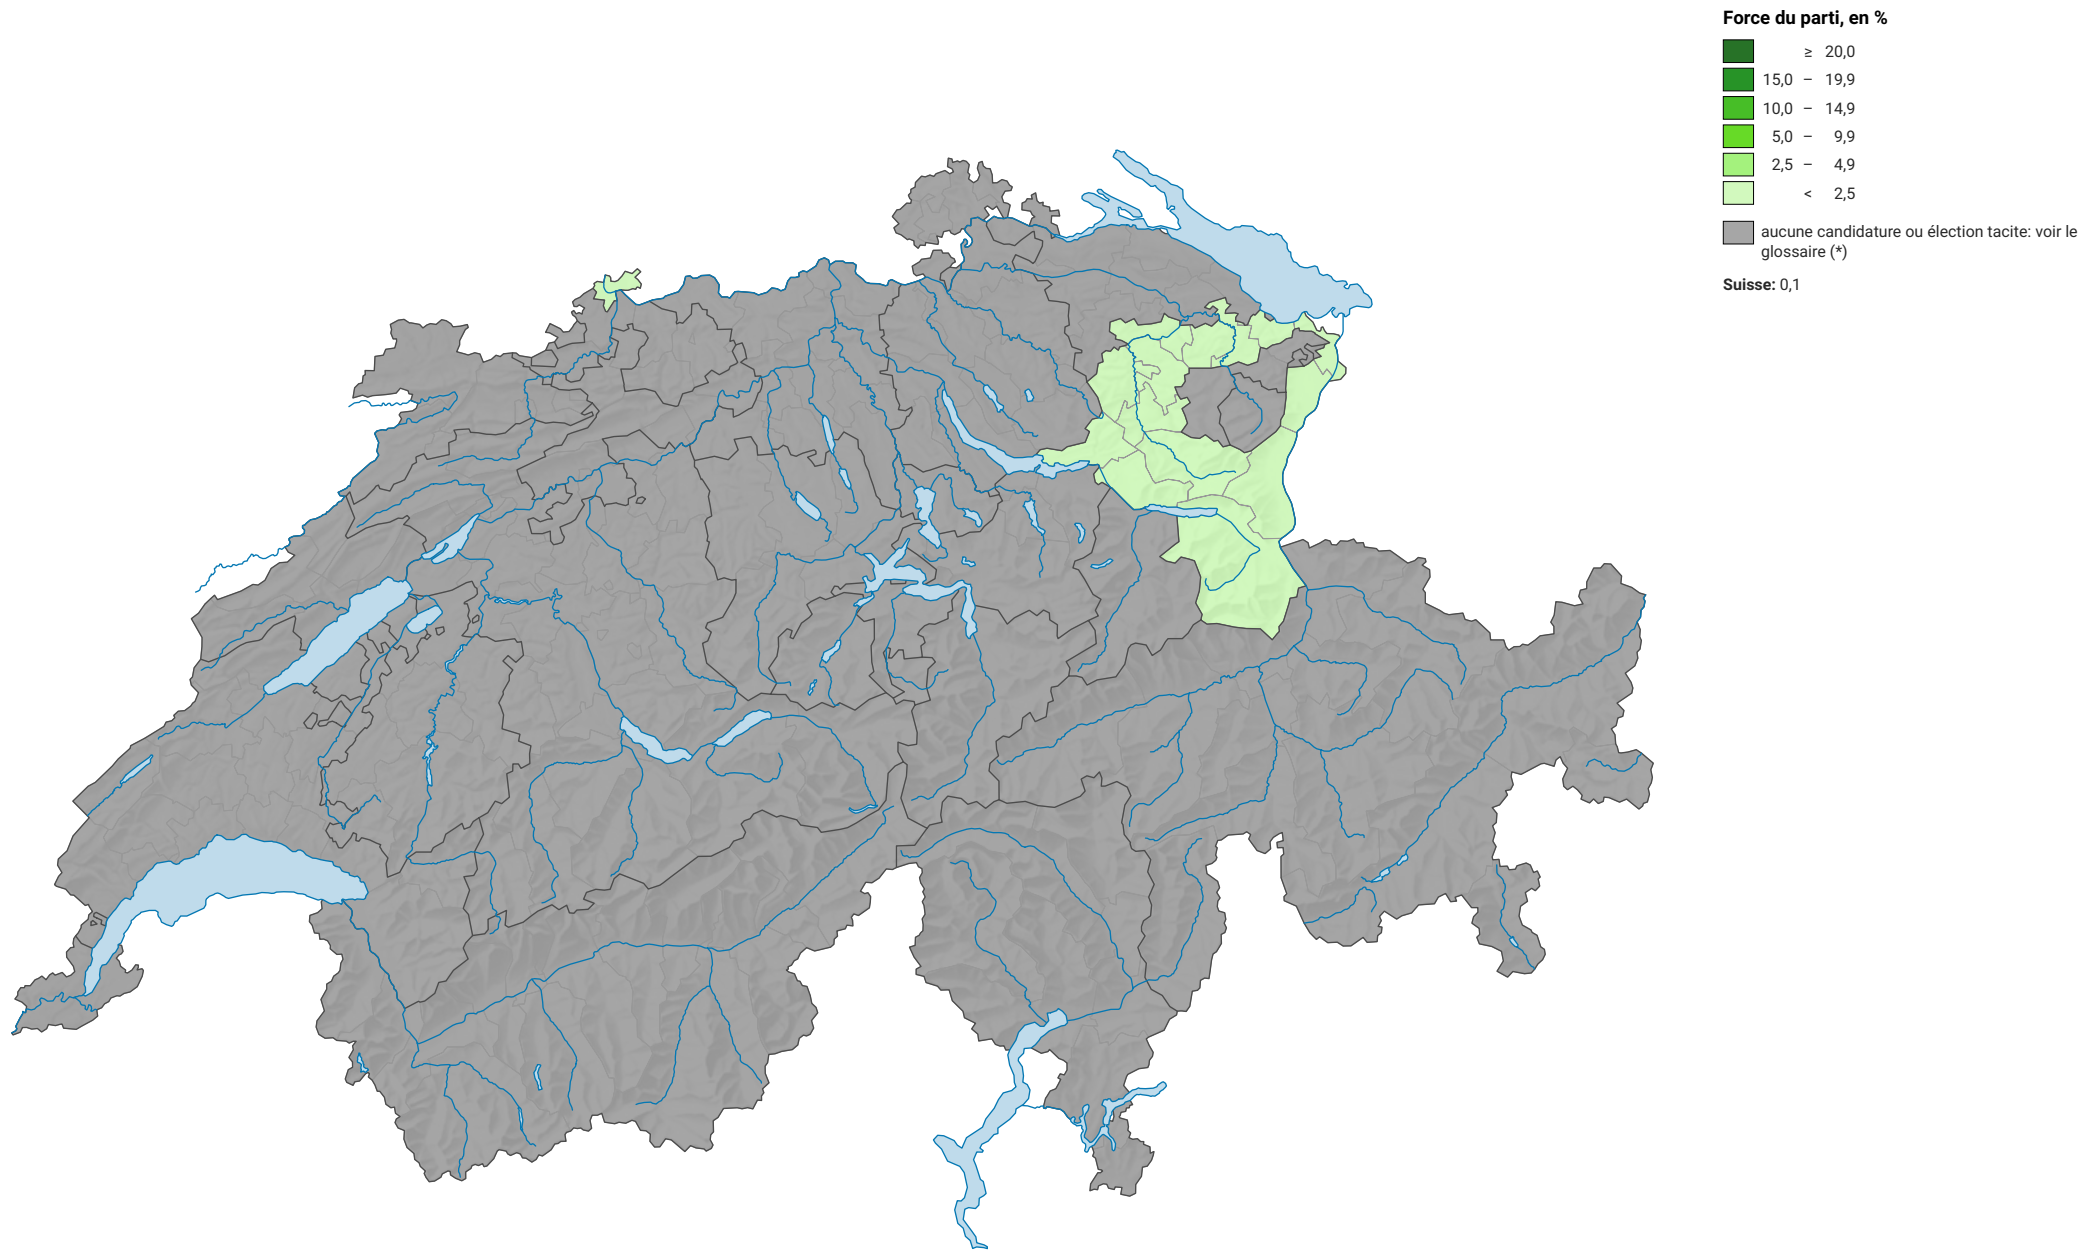 Force du parti, en %
≥ 20,0
15,0 – 19,9
10,0 – 14,9
5,0 – 9,9
2,5 – 4,9
< 2,5
aucune candidature ou élection tacite: voir le
glossaire (*)
Suisse: 0,1